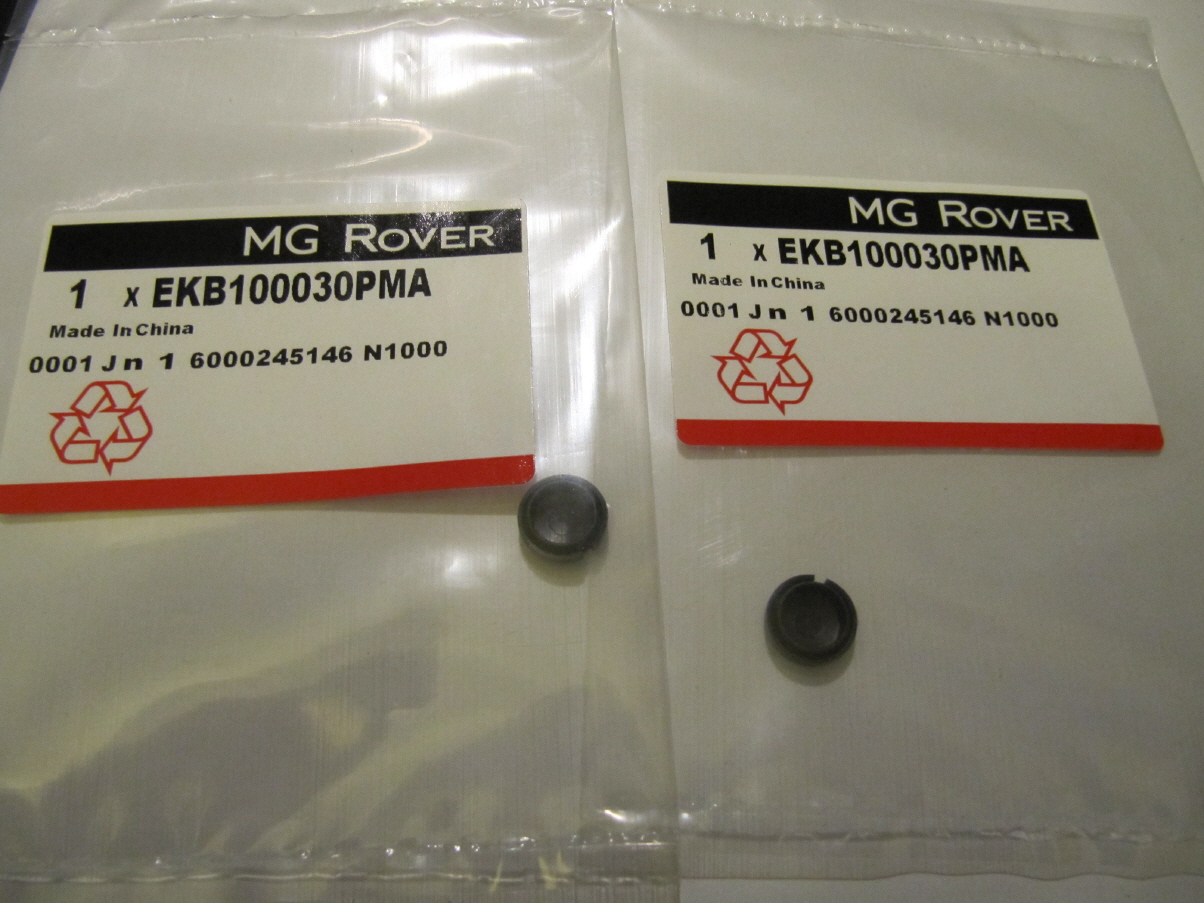 MG ROVER
1 x EKB100030PMA
Made In China
0001 Jn 1 6000245146 N1000
MG ROVER
1 x EKB100030PMA
Made In China
0001 Jn 1 6000245146 N1000